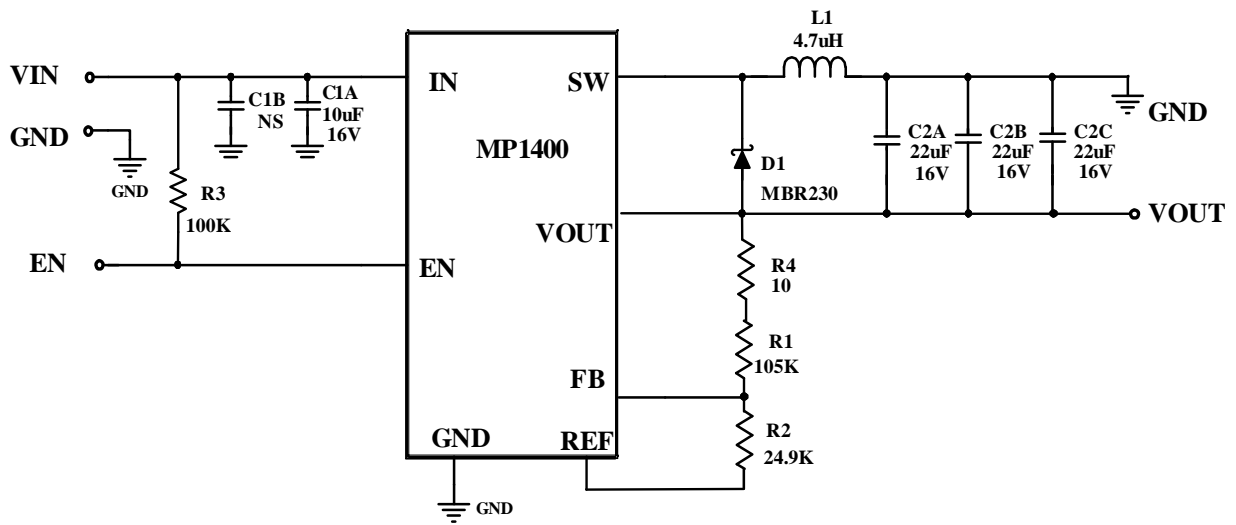 L1
4.7uH
VIN
IN
SW
C1B
NS
C1A
10uF
16V
GND
GND
MP1400
GND
R3
100K
D1
MBR230
C2A
22uF
16V
C2B
22uF
16V
C2C
22uF
16V
VOUT
VOUT
EN
EN
R4
10
R1
105K
FB
GND
REF
R2
24.9K
GND